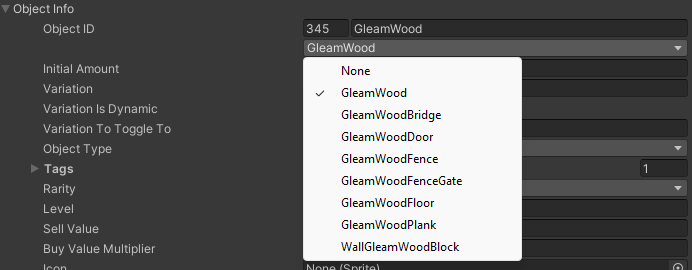 Object Info
Object ID 345 GleamWood
GleamWood
Initial Amount
Variation
Variation Is Dynamic
Variation To Toggle To
Object Type
Tags 1
Rarity
Level
Sell Value
Buy Value Multiplier
Icon None (Sprite)
None
GleamWood
GleamWoodBridge
GleamWoodDoor
GleamWoodFence
GleamWoodFenceGate
GleamWoodFloor
GleamWoodPlank
WallGleamWoodBlock